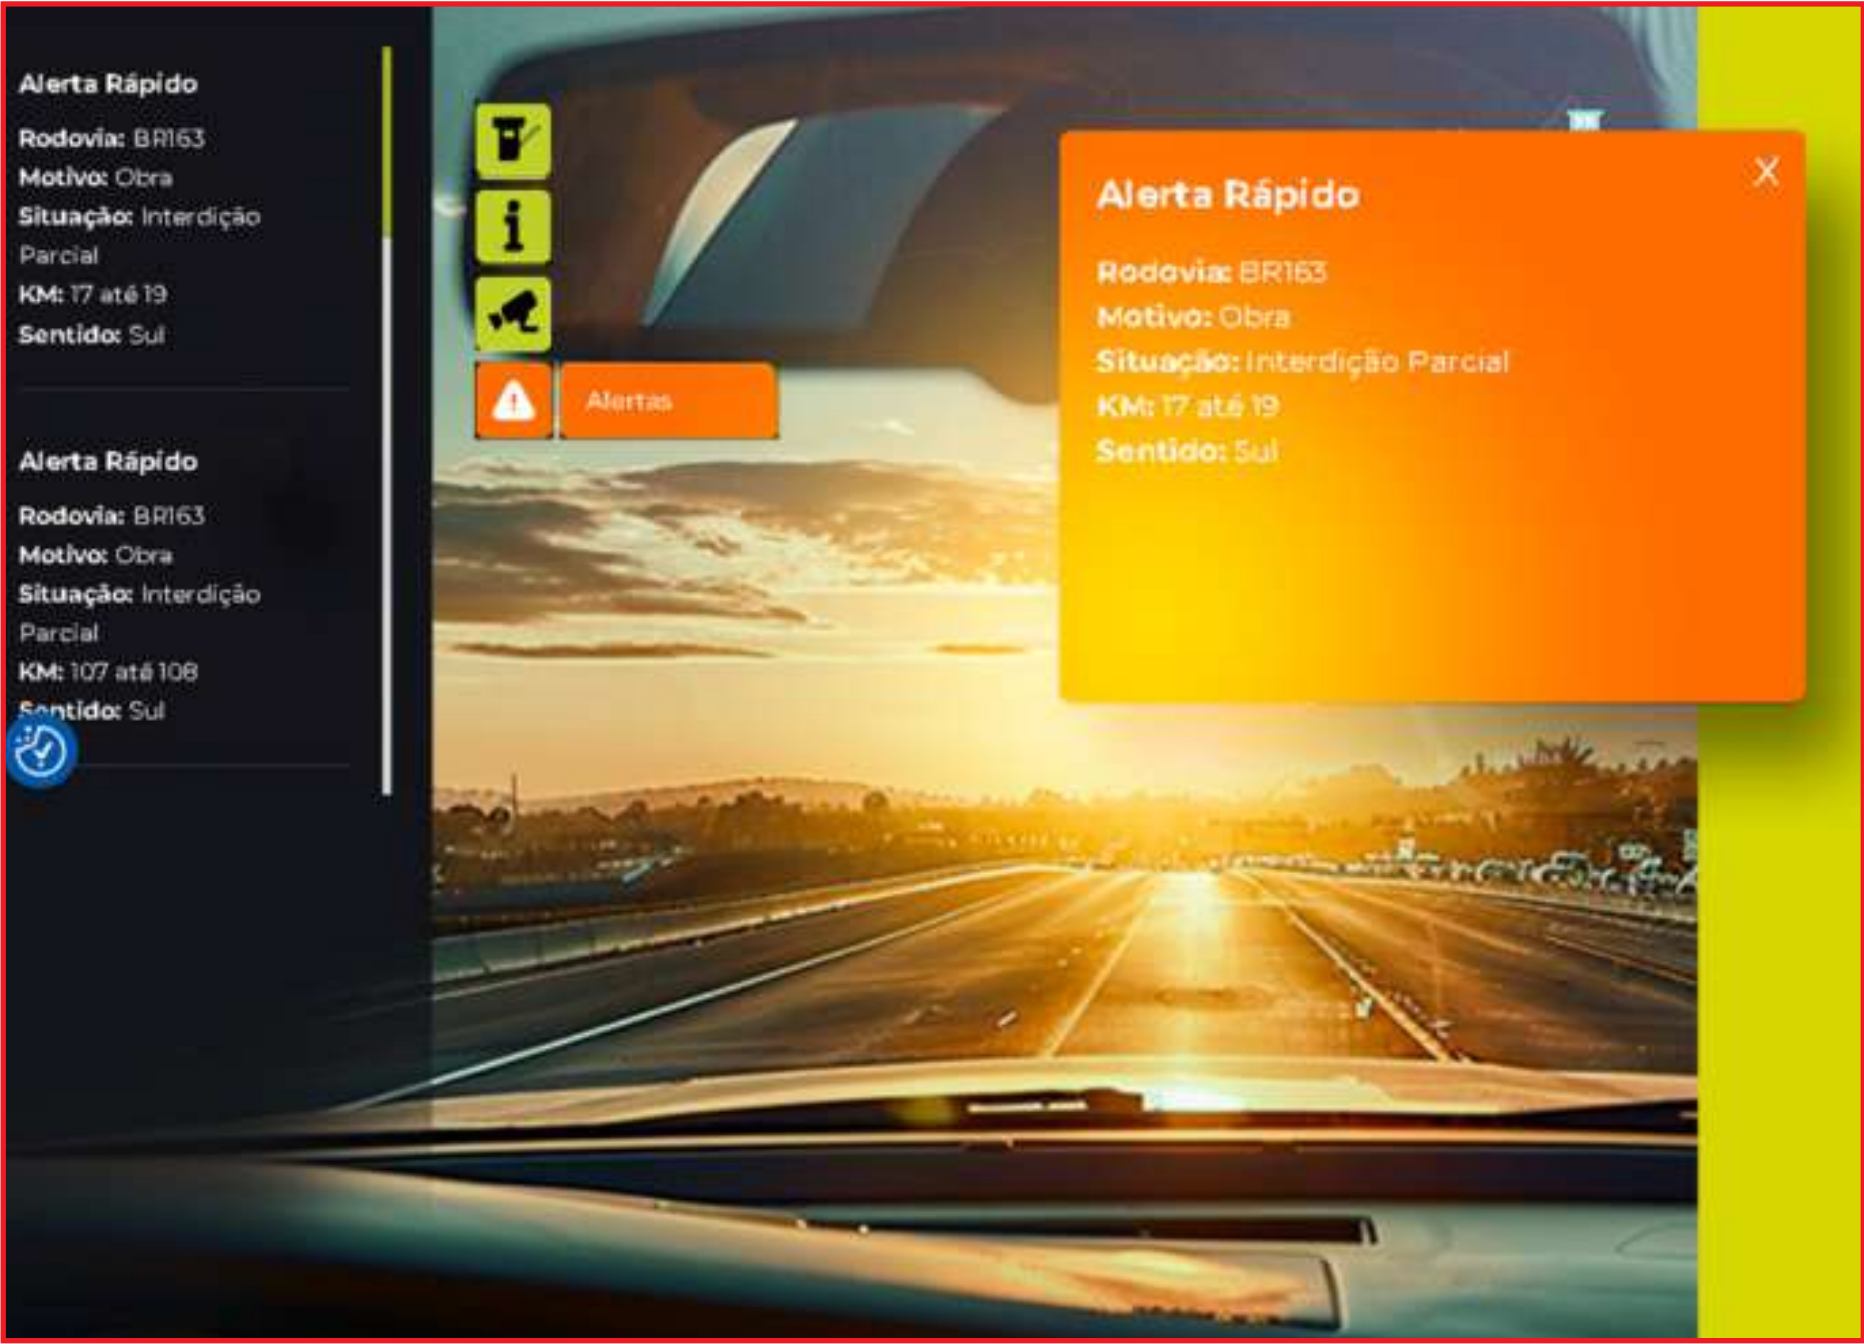 Alerta Rápido
Rodovia: BR163
Motivo: Obra
Situação: Interdição
Parcial
KM: 17 até 19
Sentido: Sul
Alerta Rápido
Rodovia: BR163
Motivo: Obra
Situação: Interdição
Parcial
KM: 107 até 108
Sentido: Sul
Alertas
Alerta Rápido
X
Rodovia: BR163
Motivo: Obra
Situação: Interdição Parcial
KM: 17 até 19
Sentido: Sul